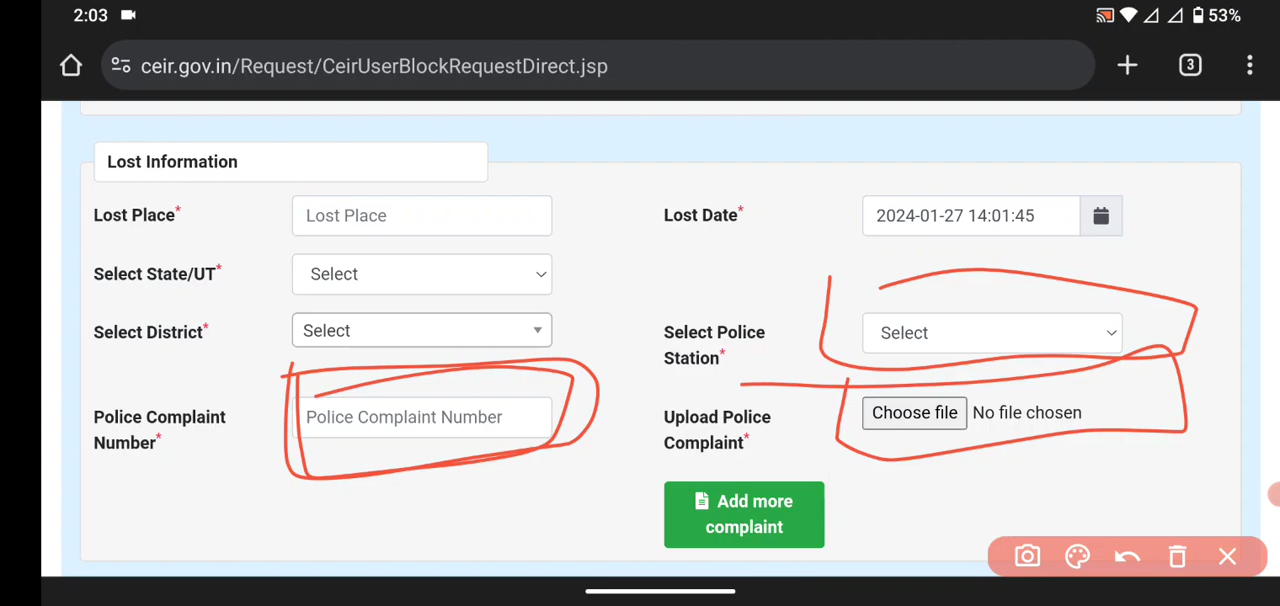 2:03
53%
ceir.gov.in/Request/CeirUserBlockRequestDirect.jsp
3
Lost Information
Lost Place*
Lost Place
Lost Date*
2024-01-27 14:01:45
Select State/UT*
Select
Select District*
Select
Select Police
Station*
Select
Police Complaint
Number*
Police Complaint Number
Upload Police
Complaint*
Choose file No file chosen
Add more
complaint